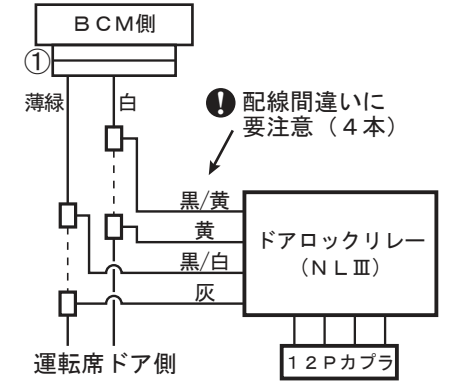 BCM側
①
薄緑
白
! 配線間違いに
要注意（4本）
黒/黄
黄
黒/白
灰
ドアロックリレー
（NLⅢ）
運転席ドア側
12Pカプラ